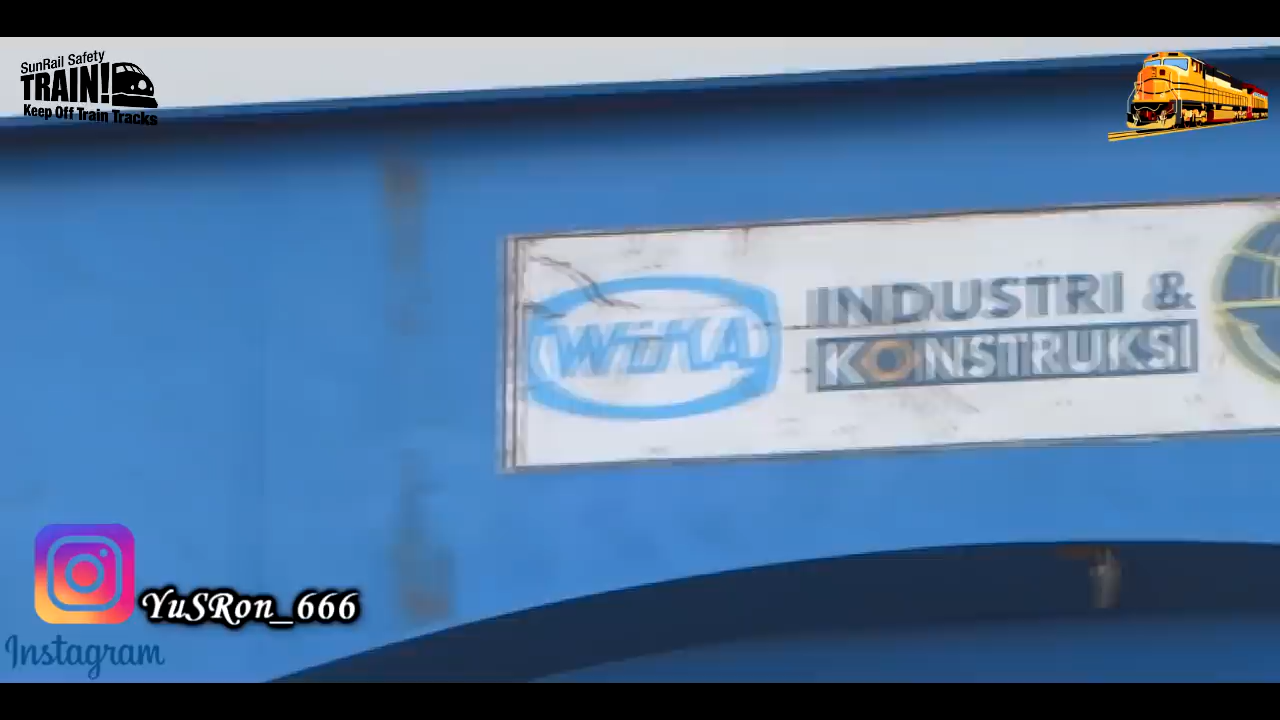 SunRail Safety
TRAIN!
Keep Off Train Tracks
WIKA
INDUSTRI &
KONSTRUKSI
YuSRon_666
Instagram